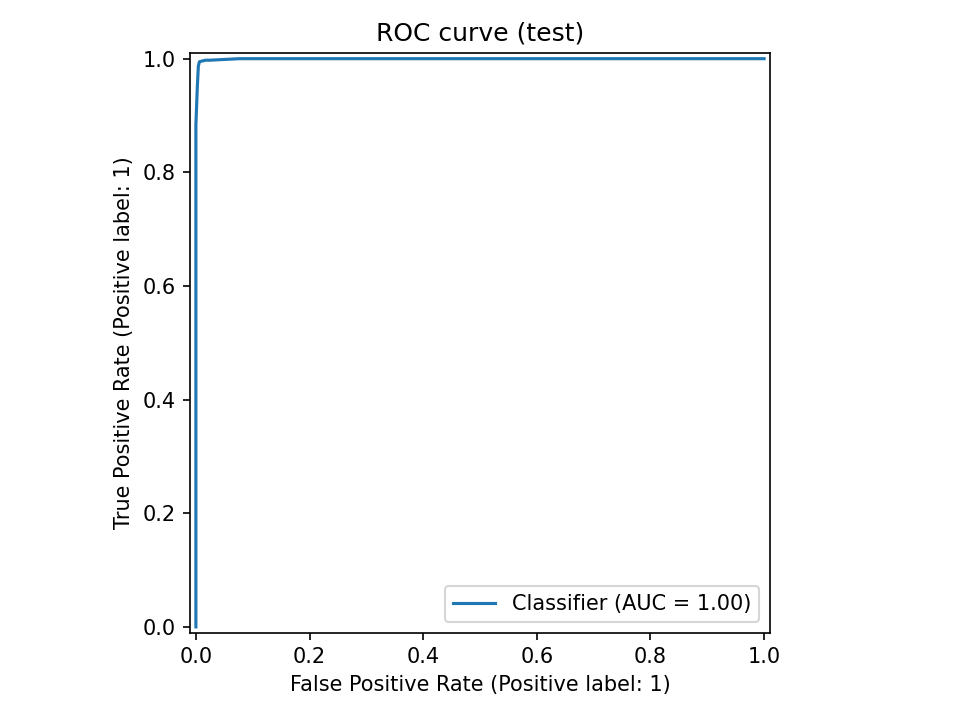 ROC curve (test)
True Positive Rate (Positive label: 1)
1.0
0.8
0.6
0.4
0.2
0.0
Classifier (AUC = 1.00)
0.0 0.2 0.4 0.6 0.8 1.0
False Positive Rate (Positive label: 1)